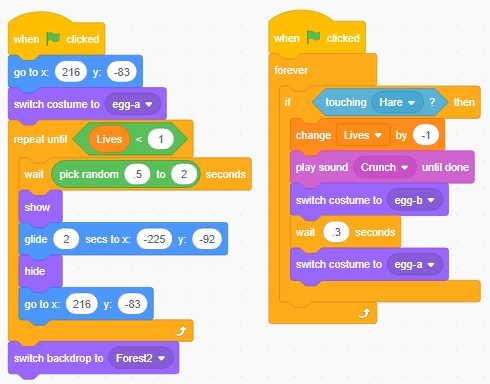 when clicked
go to x: 216 y: -83
switch costume to egg-a
repeat until Lives < 1
wait pick random .5 to 2 seconds
show
glide 2 secs to x: -225 y: -92
hide
go to x: 216 y: -83
switch backdrop to Forest2
when clicked
forever
if touching Hare ? then
change Lives by -1
play sound Crunch until done
switch costume to egg-b
wait .3 seconds
switch costume to egg-a